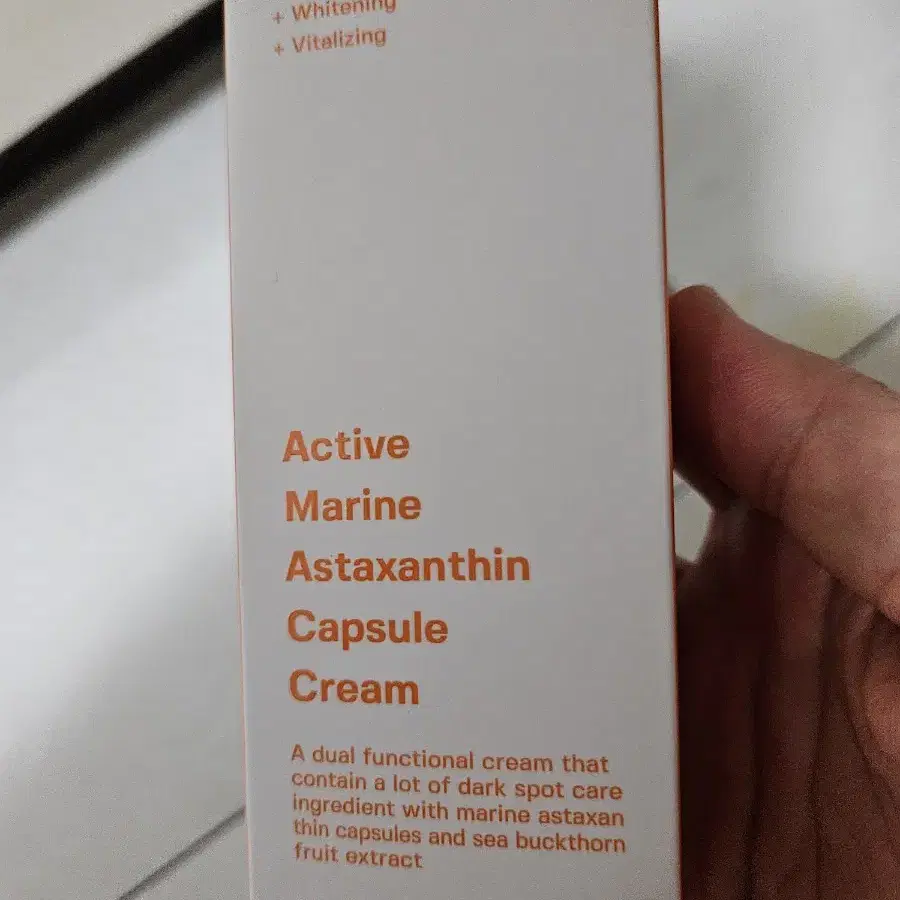 + Whitening
+ Vitalizing
Active
Marine
Astaxanthin
Capsule
Cream
A dual functional cream that
contain a lot of dark spot care
ingredient with marine astaxan
thin capsules and sea buckthorn
fruit extract